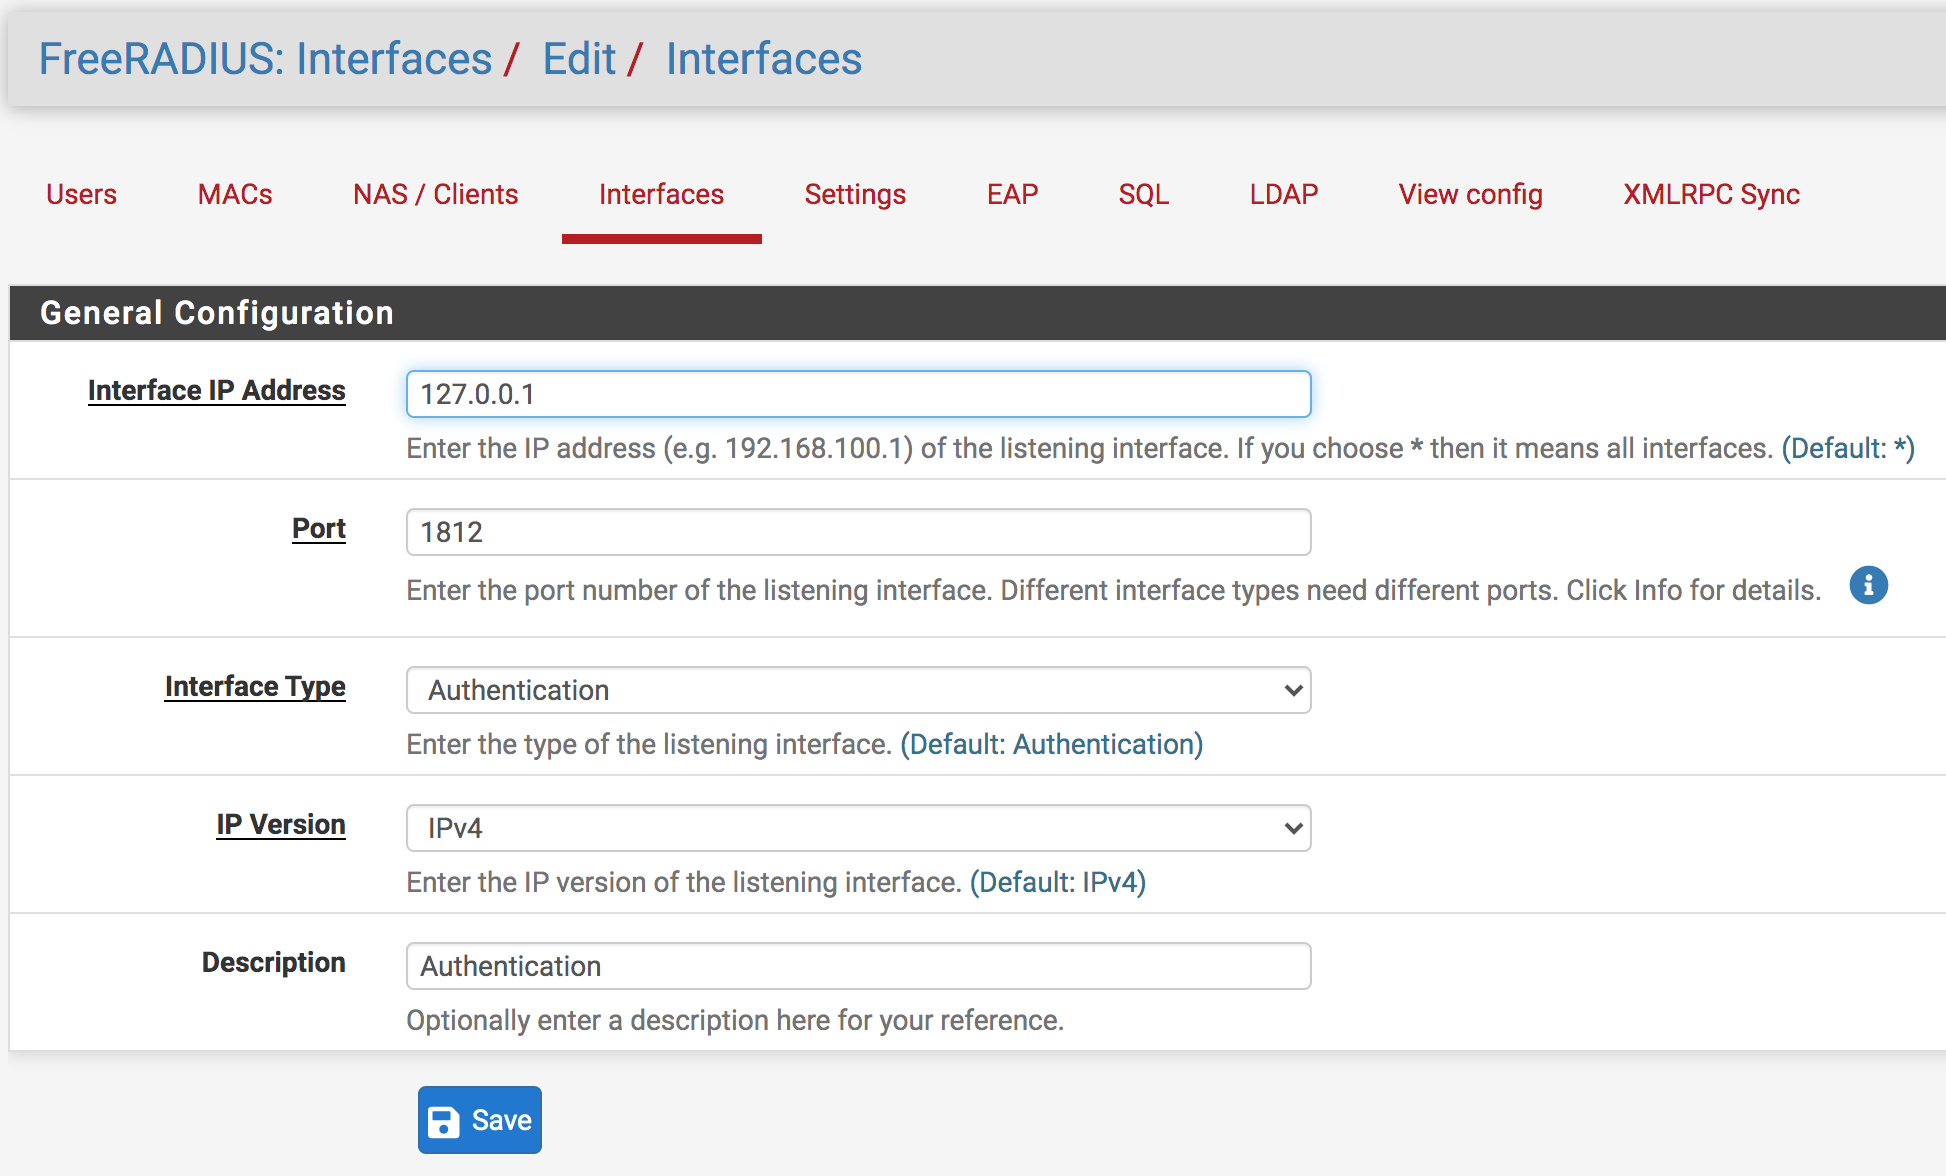 FreeRADIUS: Interfaces / Edit / Interfaces
Users MACs NAS / Clients Interfaces Settings EAP SQL LDAP View config XMLRPC Sync
General Configuration
Interface IP Address 127.0.0.1
Enter the IP address (e.g. 192.168.100.1) of the listening interface. If you choose * then it means all interfaces. (Default: *)
Port 1812
Enter the port number of the listening interface. Different interface types need different ports. Click Info for details.
Interface Type Authentication
Enter the type of the listening interface. (Default: Authentication)
IP Version IPv4
Enter the IP version of the listening interface. (Default: IPv4)
Description Authentication
Optionally enter a description here for your reference.
Save